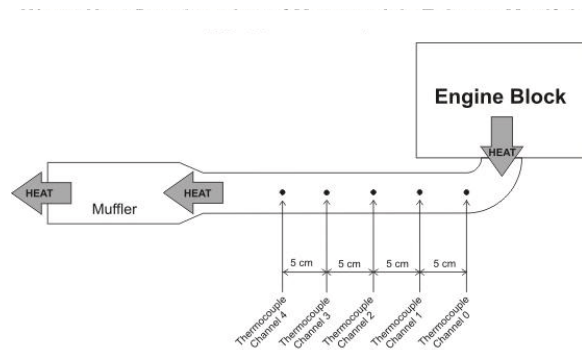 Engine Block
HEAT
HEAT
HEAT
Muffler
5 cm
5 cm
5 cm
5 cm
Thermocouple
Channel 4
Thermocouple
Channel 3
Thermocouple
Channel 2
Thermocouple
Channel 1
Thermocouple
Channel 0